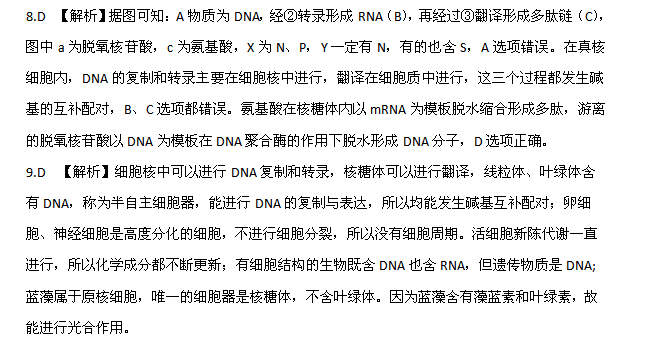 8.D 【解析】据图可知：A 物质为 DNA，经②转录形成 RNA（B），再经过③翻译形成多肽链（C），
图中 a 为脱氧核苷酸，c 为氨基酸，X 为 N、P，Y 一定有 N，有的也含 S，A 选项错误。在真核
细胞内，DNA 的复制和转录主要在细胞核中进行，翻译在细胞质中进行，这三个过程都发生碱
基的互补配对，B、C 选项都错误。氨基酸在核糖体内以 mRNA 为模板脱水缩合形成多肽，游离
的脱氧核苷酸以 DNA 为模板在 DNA 聚合酶的作用下脱水形成 DNA 分子，D 选项正确。
9.D 【解析】细胞核中可以进行 DNA 复制和转录，核糖体可以进行翻译，线粒体、叶绿体含
有 DNA，称为半自主细胞器，能进行 DNA 的复制与表达，所以均能发生碱基互补配对；卵细
胞、神经细胞是高度分化的细胞，不进行细胞分裂，所以没有细胞周期。活细胞新陈代谢一直
进行，所以化学成分都不断更新；有细胞结构的生物既含 DNA 也含 RNA，但遗传物质是 DNA;
蓝藻属于原核细胞，唯一的细胞器是核糖体，不含叶绿体。因为蓝藻含有藻蓝素和叶绿素，故
能进行光合作用。